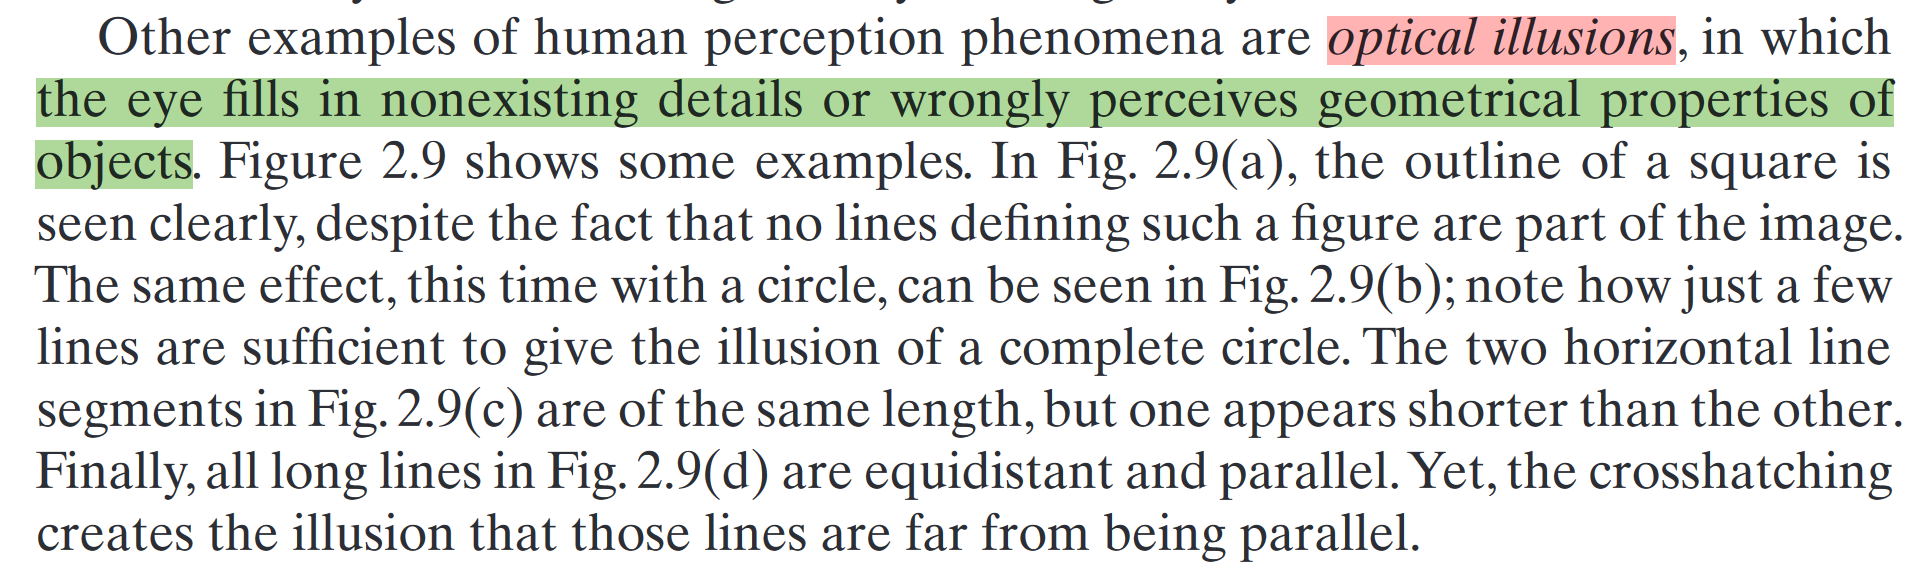 Other examples of human perception phenomena are optical illusions, in which
the eye fills in nonexisting details or wrongly perceives geometrical properties of
objects. Figure 2.9 shows some examples. In Fig. 2.9(a), the outline of a square is
seen clearly, despite the fact that no lines defining such a figure are part of the image.
The same effect, this time with a circle, can be seen in Fig. 2.9(b); note how just a few
lines are sufficient to give the illusion of a complete circle. The two horizontal line
segments in Fig. 2.9(c) are of the same length, but one appears shorter than the other.
Finally, all long lines in Fig. 2.9(d) are equidistant and parallel. Yet, the crosshatching
creates the illusion that those lines are far from being parallel.